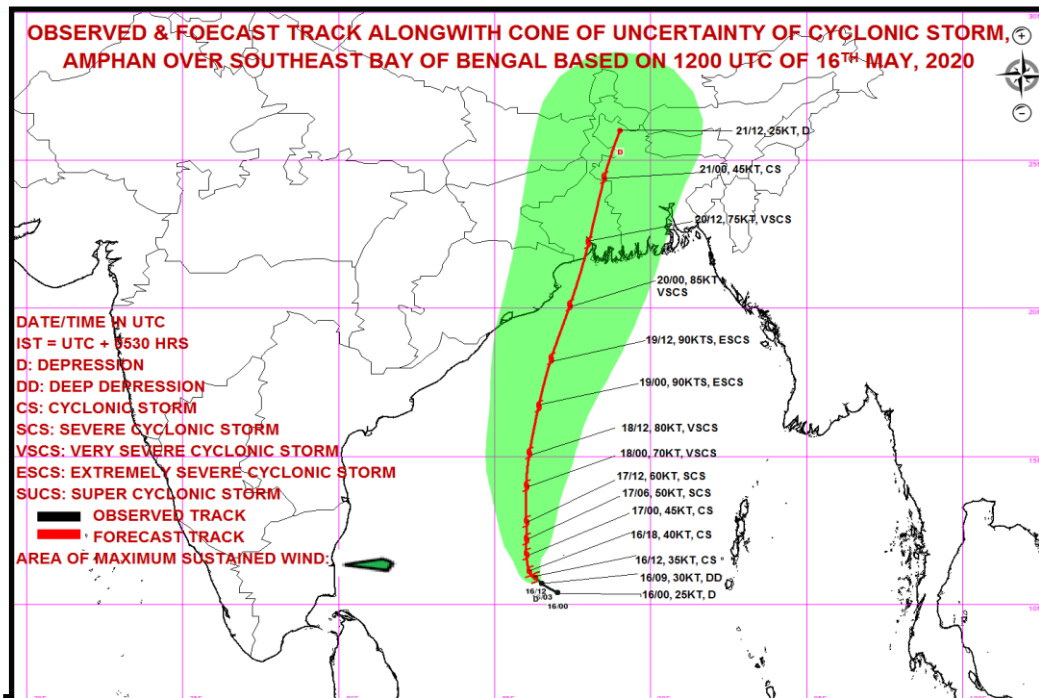 OBSERVED & FOECAST TRACK ALONGWITH CONE OF UNCERTAINTY OF CYCLONIC STORM,
AMPHAN OVER SOUTHEAST BAY OF BENGAL BASED ON 1200 UTC OF 16TH MAY, 2020
21/12, 25KT, D
D
25
21/00, 45KT, CS
20/12, 75KT, VSCS
20/00, 85KT
VSCS
19/12, 90KTS, ESCS
19/00, 90KTS, ESCS
18/12, 80KT, VSCS
18/00, 70KT, VSCS
17/12, 60KT, SCS
17/06, 50KT, SCS
17/00, 45KT, CS
16/18, 40KT, CS
16/12, 35KT, CS
16/09, 30KT, DD
16/00, 25KT, D
16/12
D
16/00
DATE/TIME IN UTC
IST = UTC + 0530 HRS
D: DEPRESSION
DD: DEEP DEPRESSION
CS: CYCLONIC STORM
SCS: SEVERE CYCLONIC STORM
VSCS: VERY SEVERE CYCLONIC STORM
ESCS: EXTREMELY SEVERE CYCLONIC STORM
SUCS: SUPER CYCLONIC STORM
OBSERVED TRACK
FORECAST TRACK
AREA OF MAXIMUM SUSTAINED WIND: